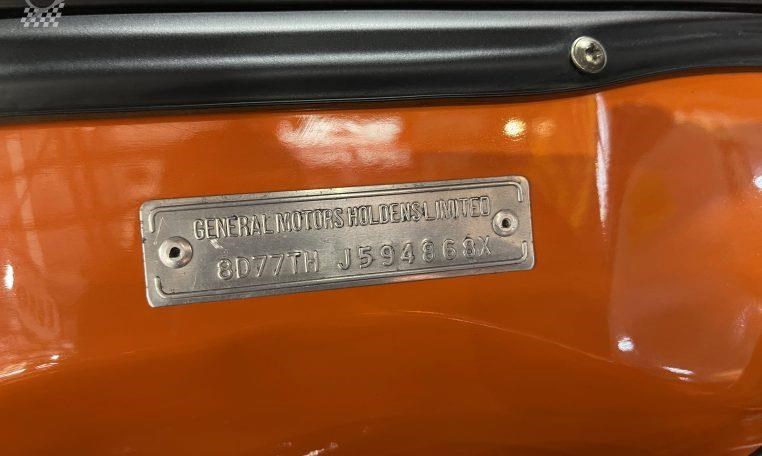 GENERAL MOTORS HOLDENS LIMITED
8D77TH J594868X